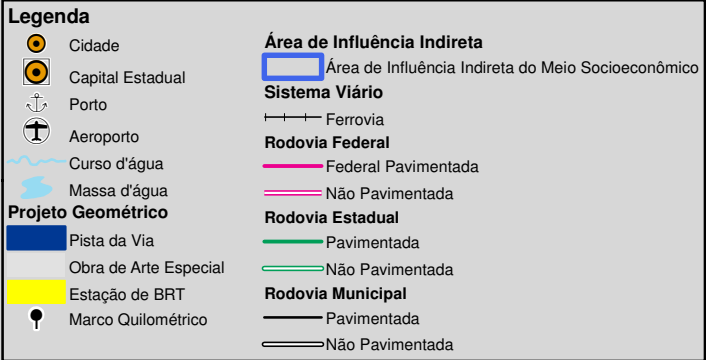 Legenda
Cidade
Capital Estadual
Porto
Aeroporto
Curso d'água
Massa d'água
Projeto Geométrico
Pista da Via
Obra de Arte Especial
Estação de BRT
Marco Quilométrico
Área de Influência Indireta
Área de Influência Indireta do Meio Socioeconômico
Sistema Viário
Ferrovia
Rodovia Federal
Federal Pavimentada
Não Pavimentada
Rodovia Estadual
Pavimentada
Não Pavimentada
Rodovia Municipal
Pavimentada
Não Pavimentada